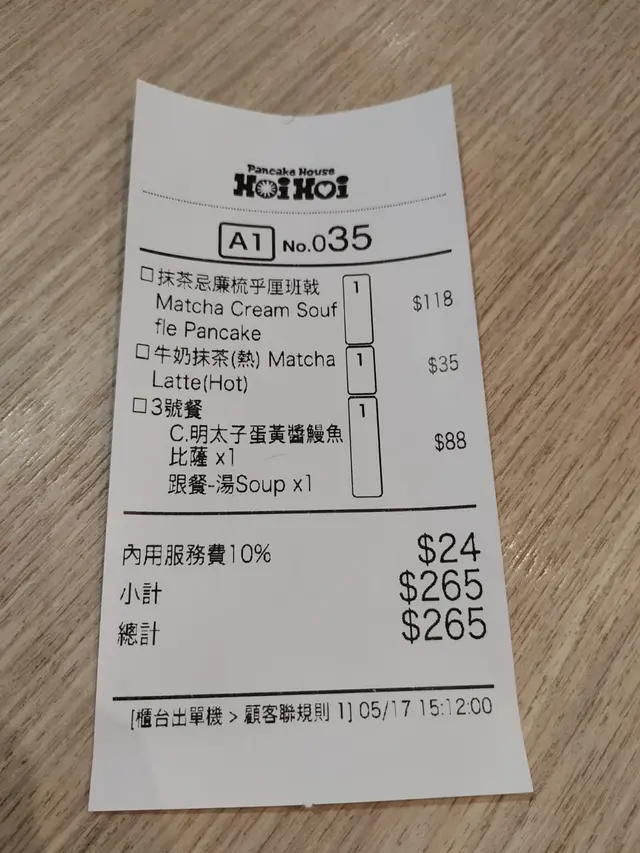 Pancake House
HoiHoi
A1 No.035
□抹茶忌廉梳乎厘班戟 1 $118
Matcha Cream Souf
fle Pancake
□牛奶抹茶(熱) Matcha 1 $35
Latte(Hot)
□3號餐 1 $88
C.明太子蛋黃醬鰻魚
比薩 x1
跟餐-湯Soup x1
內用服務費10% $24
小計 $265
總計 $265
[櫃台出單機 > 顧客聯規則 1] 05/17 15:12:00